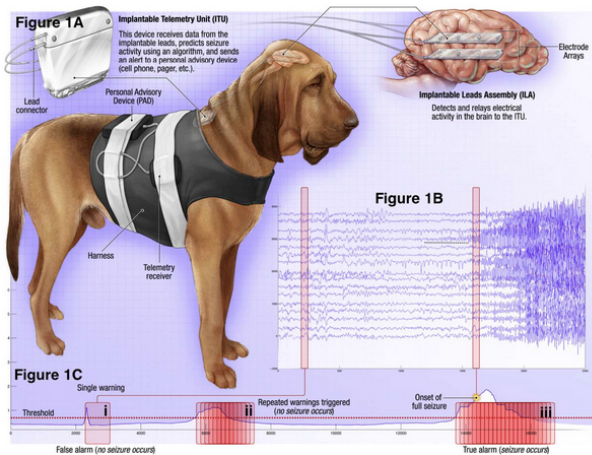 Figure 1A
Implantable Telemetry Unit (ITU)
This device receives data from the
implantable leads, predicts seizure
activity using an algorithm, and sends
an alert to a personal advisory device
(cell phone, pager, etc.).
Lead
connector
Personal Advisory
Device (PAD)
Electrode
Arrays
Implantable Leads Assembly (ILA)
Detects and relays electrical
activity in the brain to the ITU.
Harness
Telemetry
receiver
Figure 1B
Figure 1C
Single warning
Repeated warnings triggered
(no seizure occurs)
Onset of
full seizure
Threshold
i
ii
iii
False alarm (no seizure occurs)
True alarm (seizure occurs)